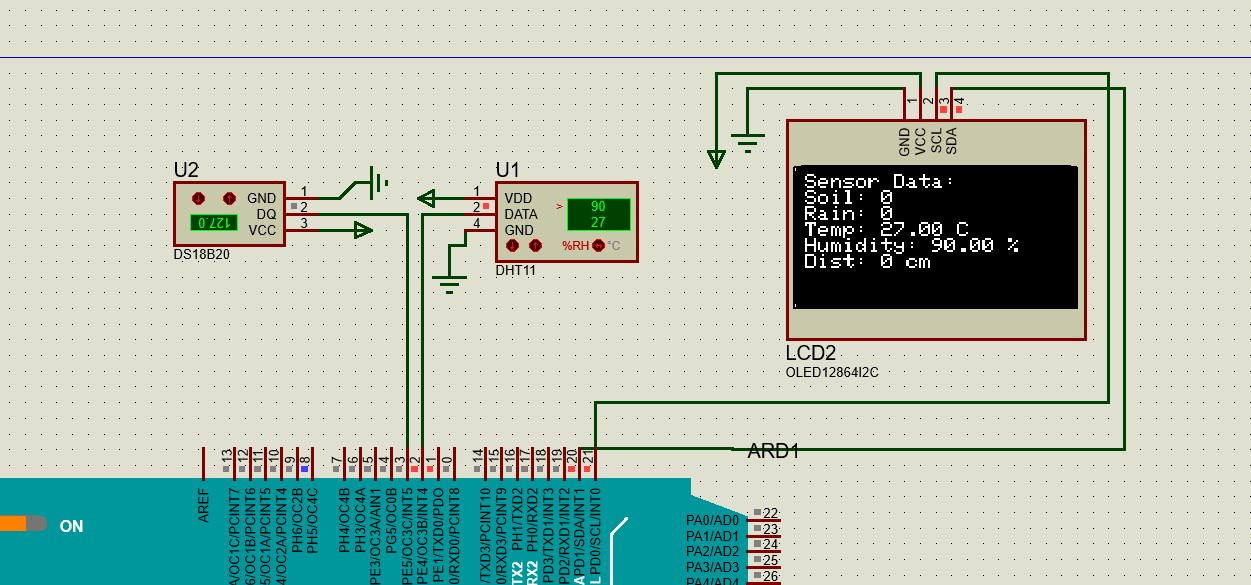 U2
GND 1
DQ 2
VCC 3
127.0
DS18B20
U1
1 VDD
2 DATA
4 GND
>
90
27
%RH °C
DHT11
1 2 3 4
GND VCC SCL SDA
Sensor Data:
Soil: 0
Rain: 0
Temp: 27.00 C
Humidity: 90.00 %
Dist: 0 cm
LCD2
OLED12864I2C
ARD1
13 12 11 10 9 8
7 6 5 4 3 2 1 0
14 15 16 17 18 19 20 21
AREF
PH6/OC2B
PH5/OC4C
PH4/OC4B
PH3/OC4A
PE3/OC3A/AIN1
PG5/OC0B
PE5/OC3C/INT5
PE4/OC3B/INT4
PE1/TXD0/PDO
PH1/TXD2
PH0/RXD2
PD3/TXD1/INT3
PD2/RXD1/INT2
PD1/SDA/INT1
PD0/SCL/INT0
TX2
RX2
ON
PA0/AD0 22
PA1/AD1 23
PA2/AD2 24
PA3/AD3 25
PA4/AD4 26